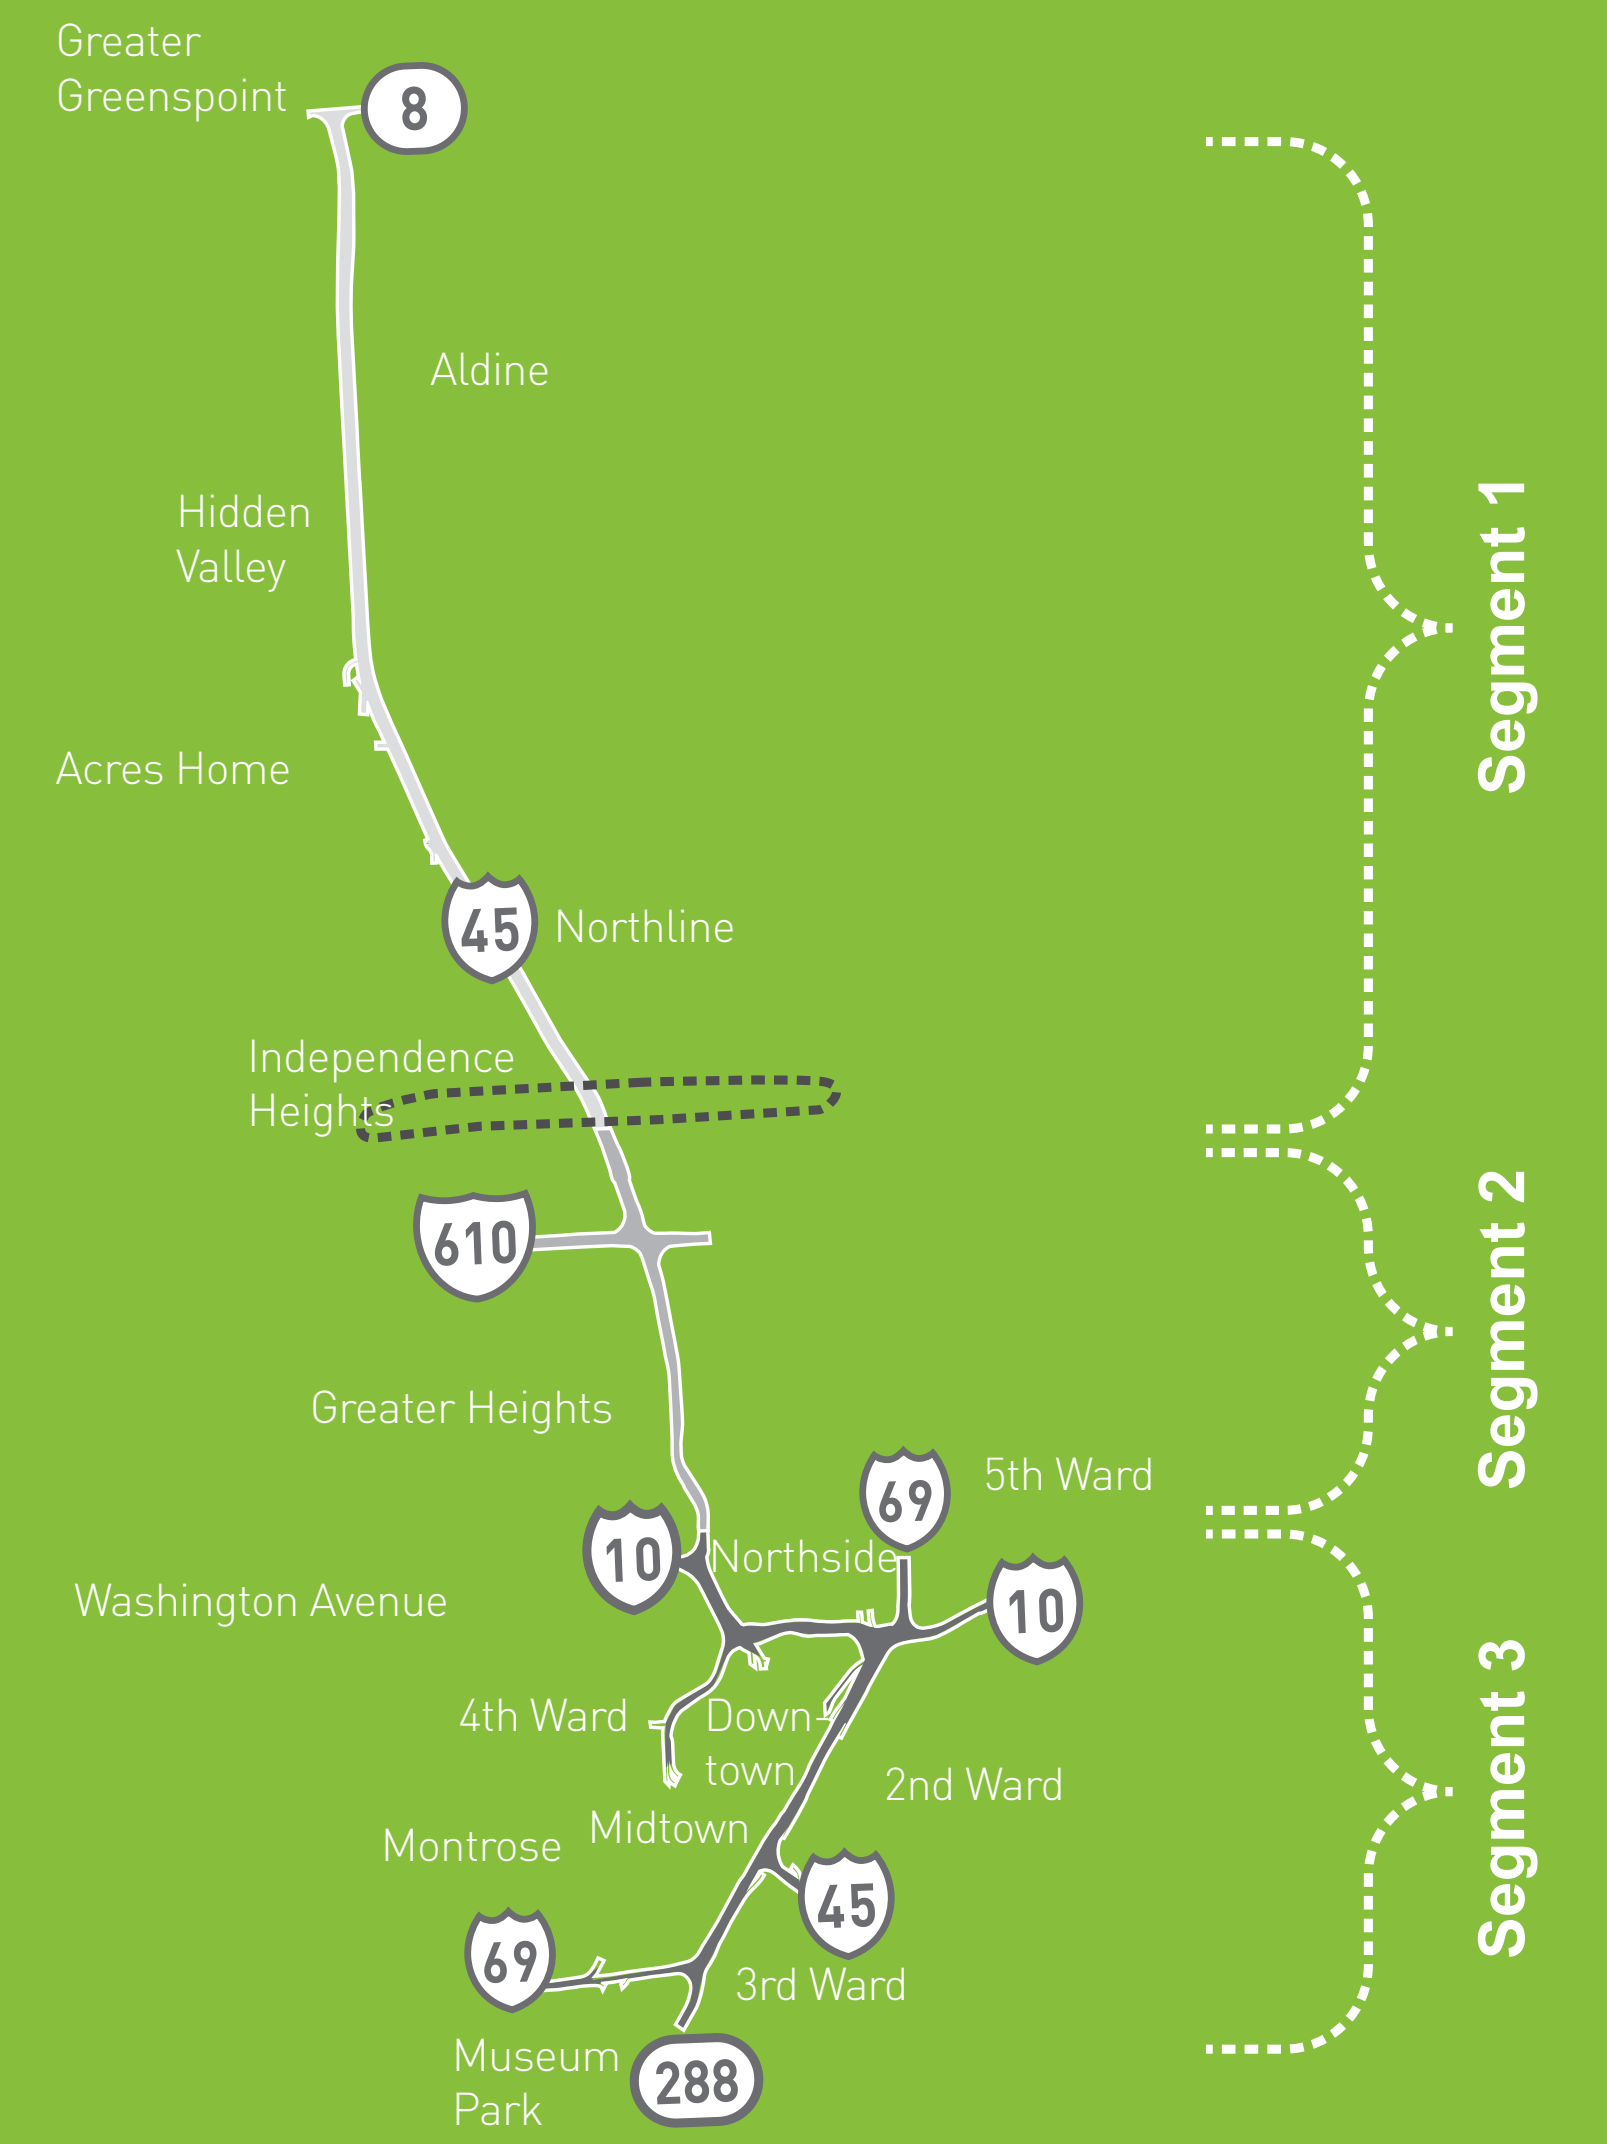 Greater
Greenspoint
8
Aldine
Hidden
Valley
Segment 1
Acres Home
45
Northline
Independence
Heights
610
Segment 2
Greater Heights
69
5th Ward
10
Northside
Washington Avenue
10
4th Ward
Down-
town
2nd Ward
Segment 3
Midtown
Montrose
45
69
3rd Ward
Museum
Park
288